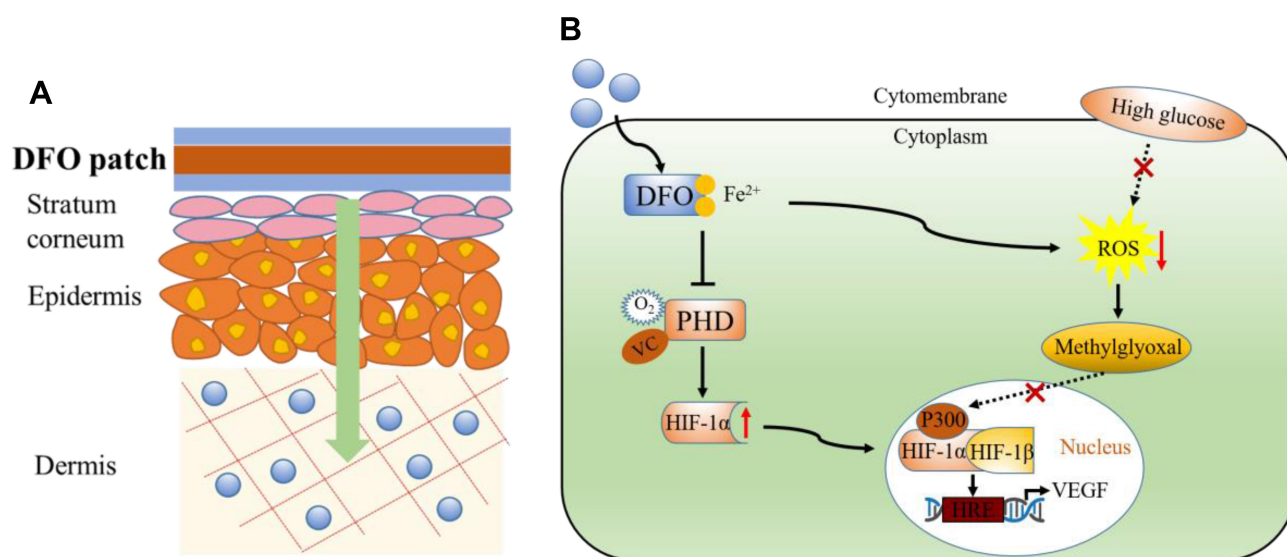 A
DFO patch
Stratum
corneum
Epidermis
Dermis
B
Cytomembrane
Cytoplasm
High glucose
DFO
Fe²⁺
ROS
O₂
PHD
VC
Methylglyoxal
HIF-1α
P300
HIF-1α
HIF-1β
Nucleus
HRE
VEGF